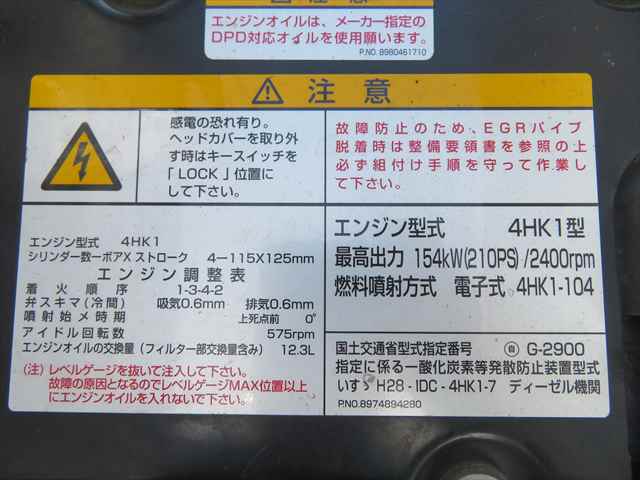 エンジンオイルは、メーカー指定の
DPD対応オイルを使用願います。
P.NO. 8980461710
注意
感電の恐れ有り。
ヘッドカバーを取り外
す時はキースイッチを
「LOCK」位置に
して下さい。
故障防止のため、EGRパイプ
脱着時は整備要領書を参照の上
必ず組付け手順を守って作業し
て下さい。
エンジン型式 4HK1
シリンダー数ーボアX ストローク 4-115X125mm
エンジン調整表
着火順序 1-3-4-2
弁スキマ(冷間) 吸気0.6mm 排気0.6mm
噴射始メ時期 上死点前 0°
アイドル回転数 575rpm
エンジンオイルの交換量(フィルター部交換量含み) 12.3L
(注)レベルゲージを抜いて注入して下さい。
故障の原因となるのでレベルゲージMAX位置以上
にエンジンオイルを入れないで下さい。
エンジン型式 4HK1型
最高出力 154kW(210PS)/2400rpm
燃料噴射方式 電子式 4HK1-104
国土交通省型式指定番号 G-2900
指定に係る一酸化炭素等発散防止装置型式
いすゞ H28-IDC-4HK1-7 ディーゼル機関
P.NO. 8974894280